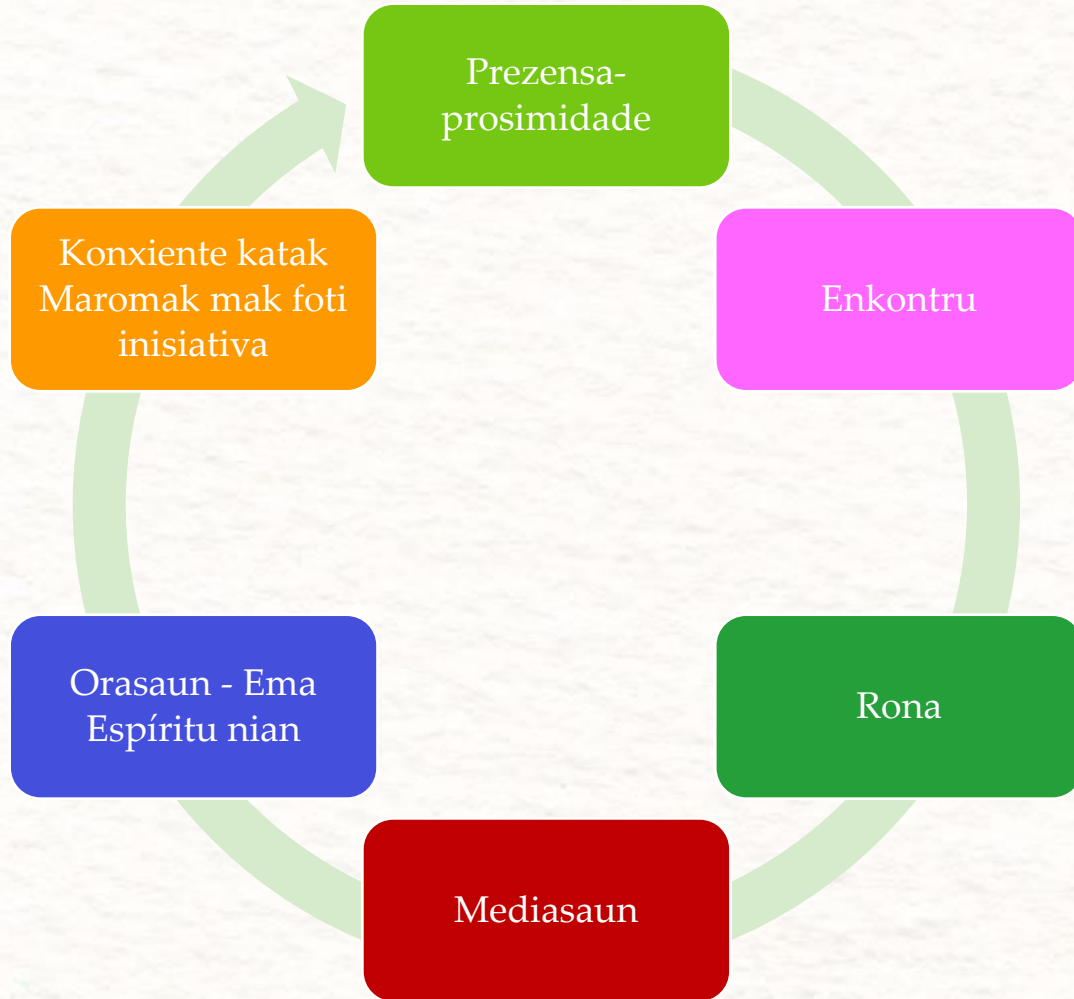 Prezensa-
prosimidade
Enkontru
Rona
Mediasaun
Orasaun - Ema
Espíritu nian
Konxiente katak
Maromak mak foti
inisiativa